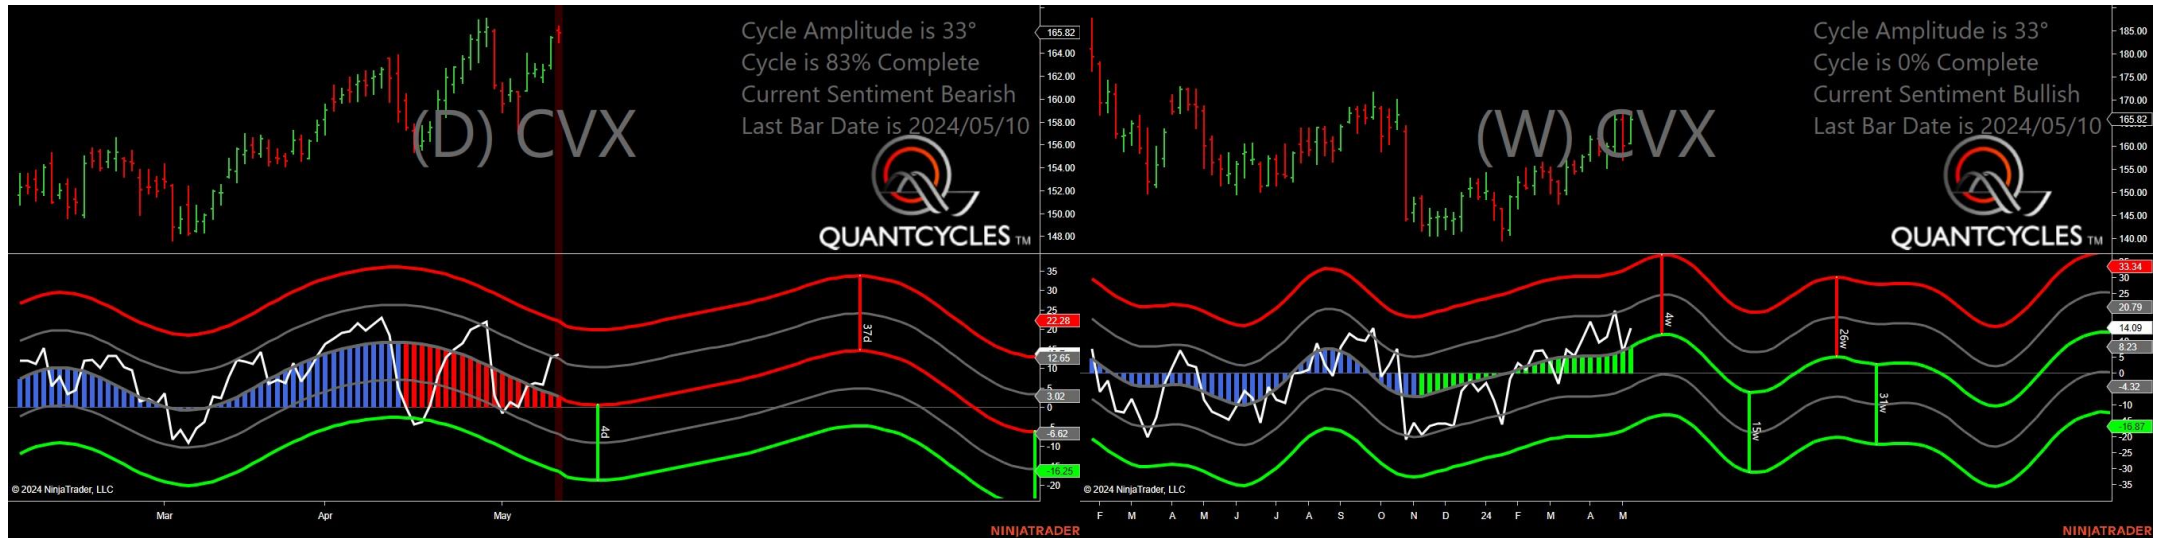 Cycle Amplitude is 33°
Cycle is 83% Complete
Current Sentiment Bearish
Last Bar Date is 2024/05/10
(D) CVX
QUANTCYCLES TM
165.82
164.00
162.00
160.00
158.00
156.00
154.00
152.00
150.00
148.00
35
30
25
22.28
20
12.65
10
5
3.02
0
-6.62
-10
-16.25
-20
37d
4d
© 2024 NinjaTrader, LLC
Mar
Apr
May
NINJATRADER
Cycle Amplitude is 33°
Cycle is 0% Complete
Current Sentiment Bullish
Last Bar Date is 2024/05/10
(W) CVX
QUANTCYCLES TM
185.00
180.00
175.00
170.00
165.82
160.00
155.00
150.00
145.00
140.00
33.34
30
25
20.79
14.09
8.23
5
0
-4.32
-10
-16.87
-20
-25
-30
-35
4w
26w
15w
31w
© 2024 NinjaTrader, LLC
F M A M J J A S O N D 24 F M A M
NINJATRADER